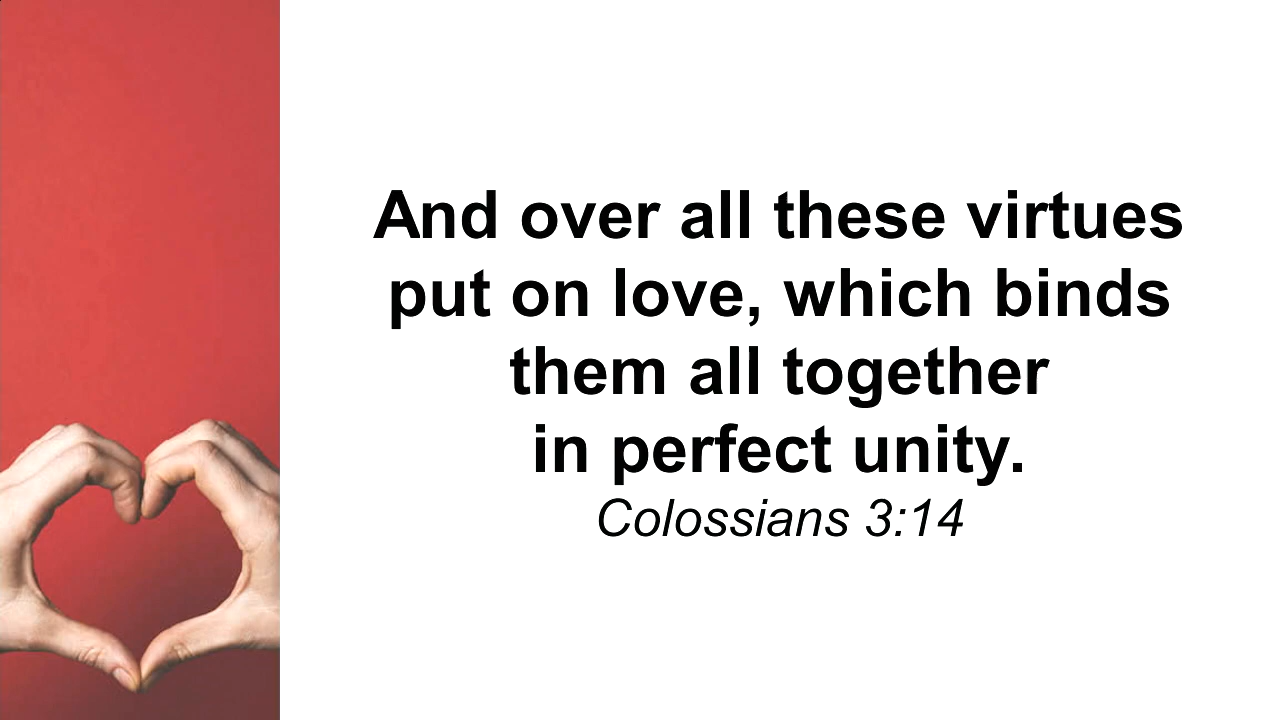 And over all these virtues
put on love, which binds
them all together
in perfect unity.
Colossians 3:14